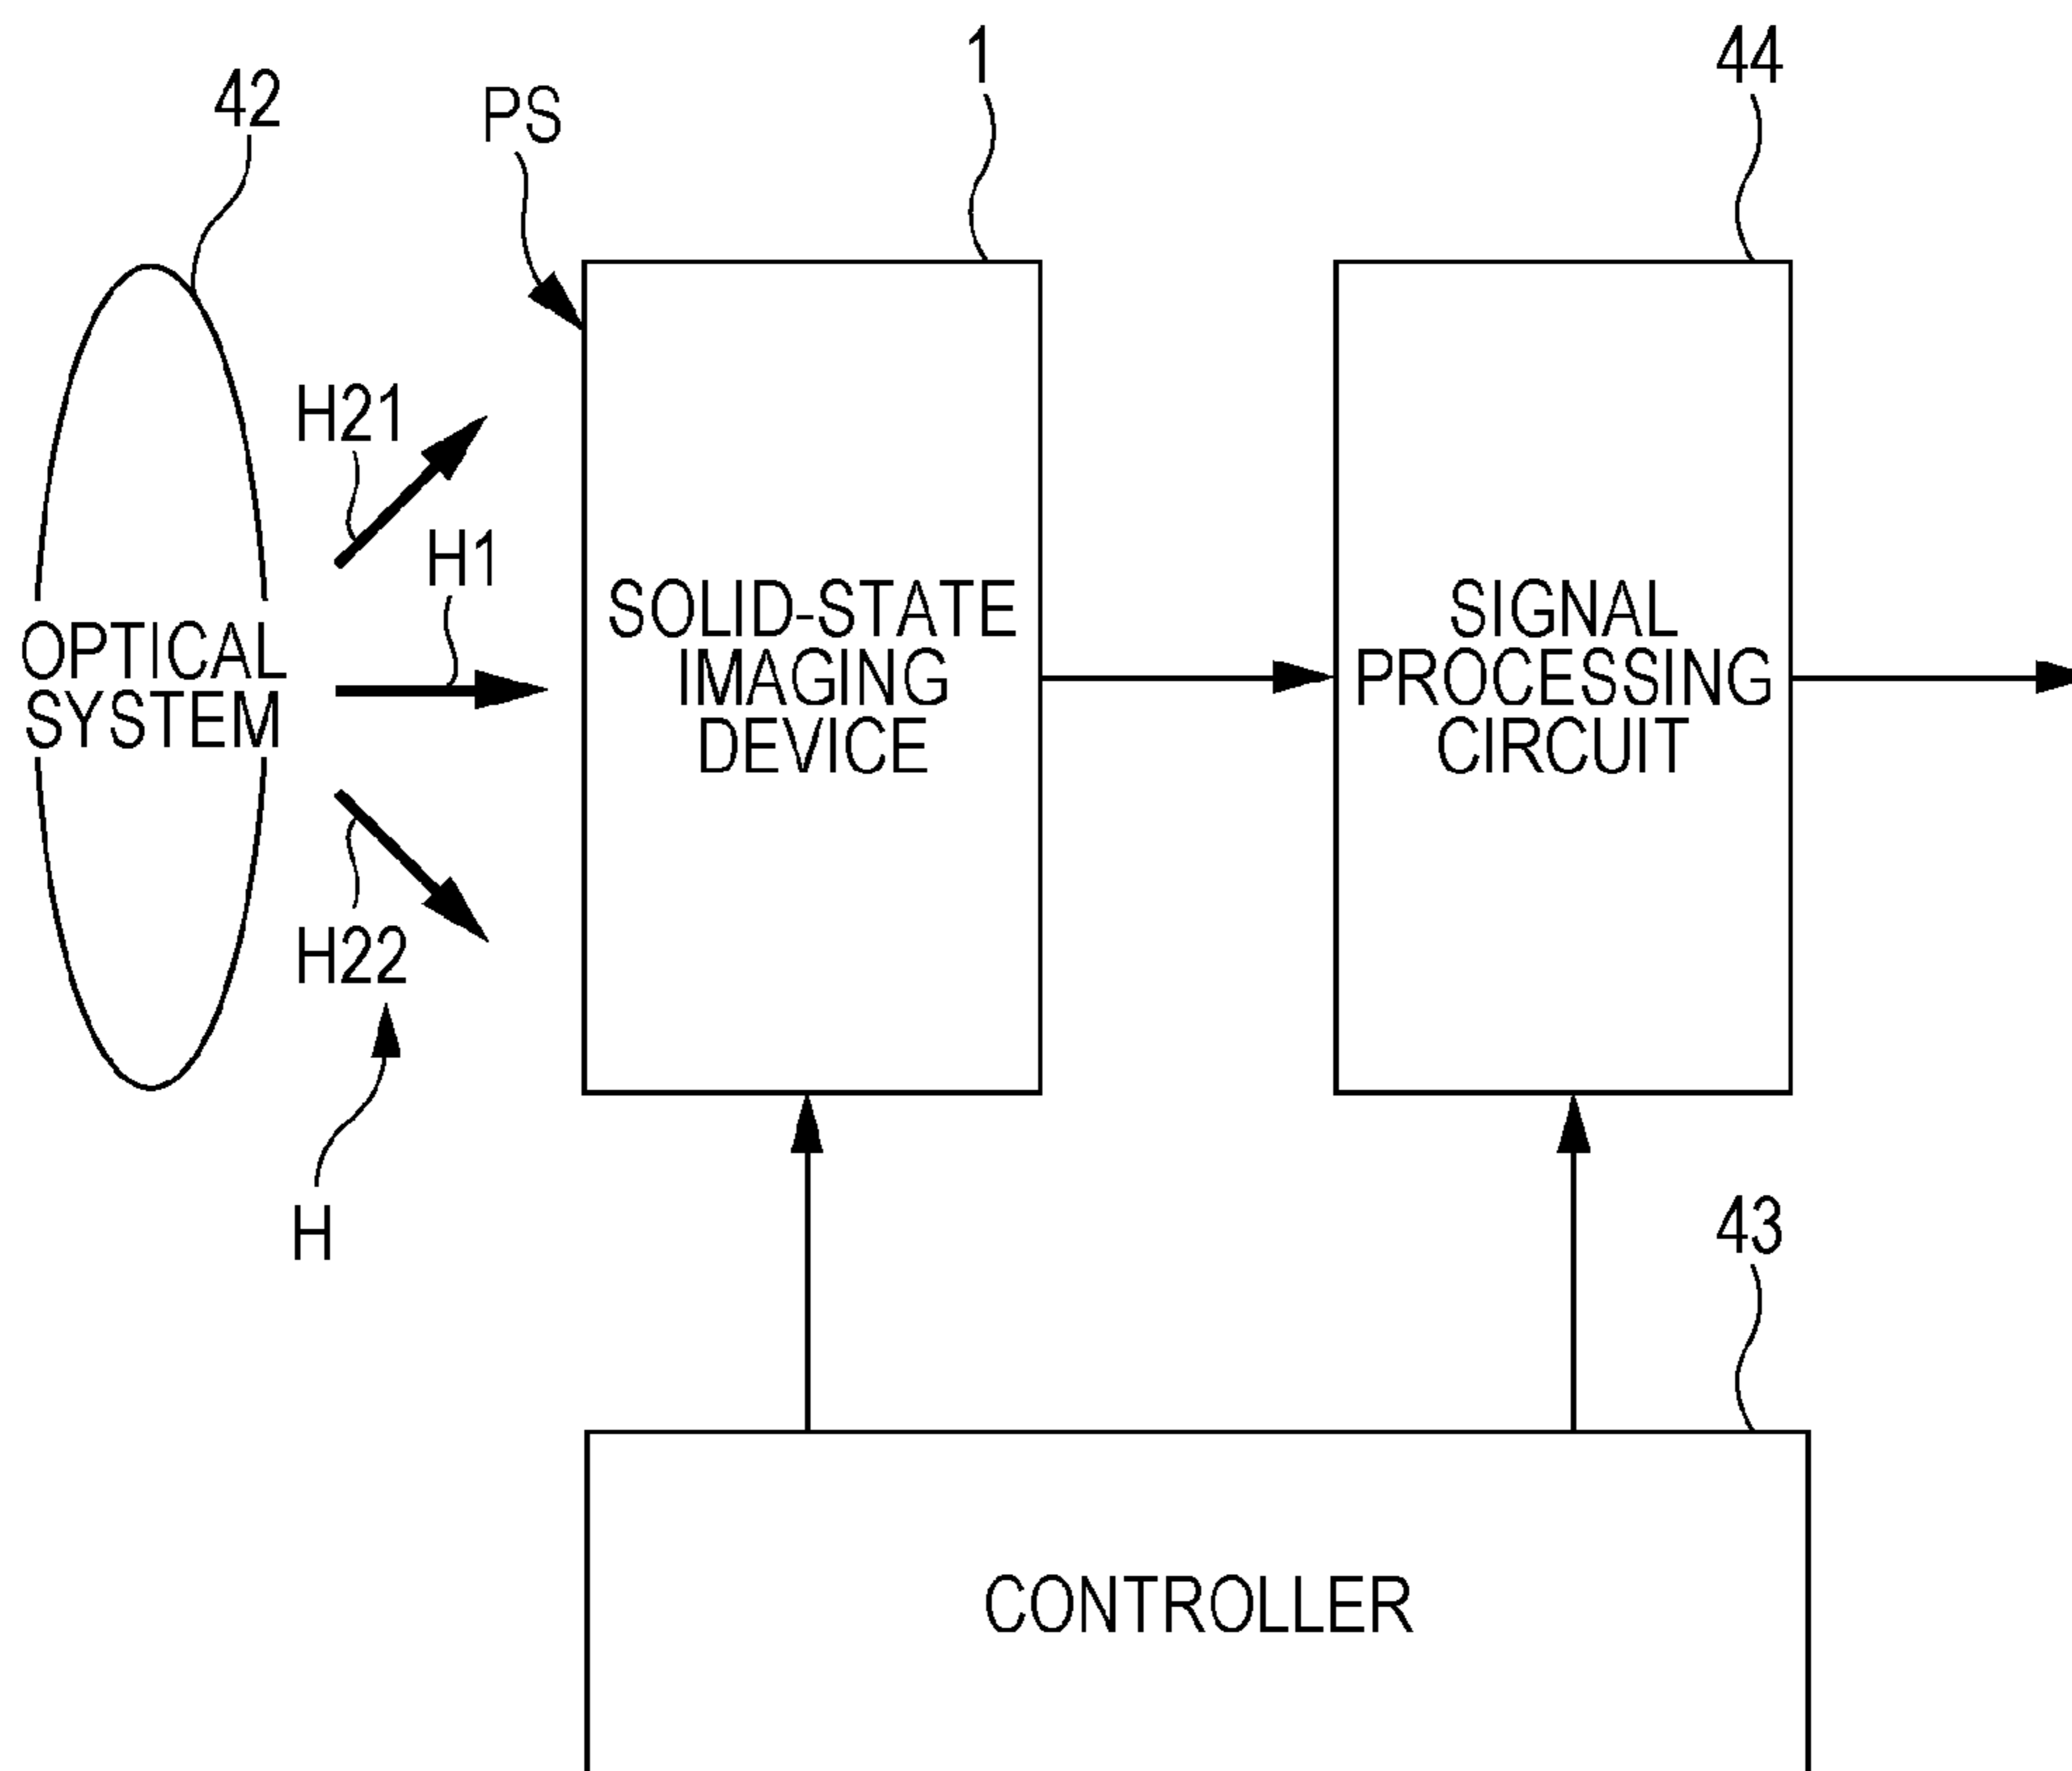 1
44
42
PS
H21
H1
OPTICAL
SYSTEM
SOLID-STATE
IMAGING
DEVICE
SIGNAL
PROCESSING
CIRCUIT
H22
H
43
CONTROLLER